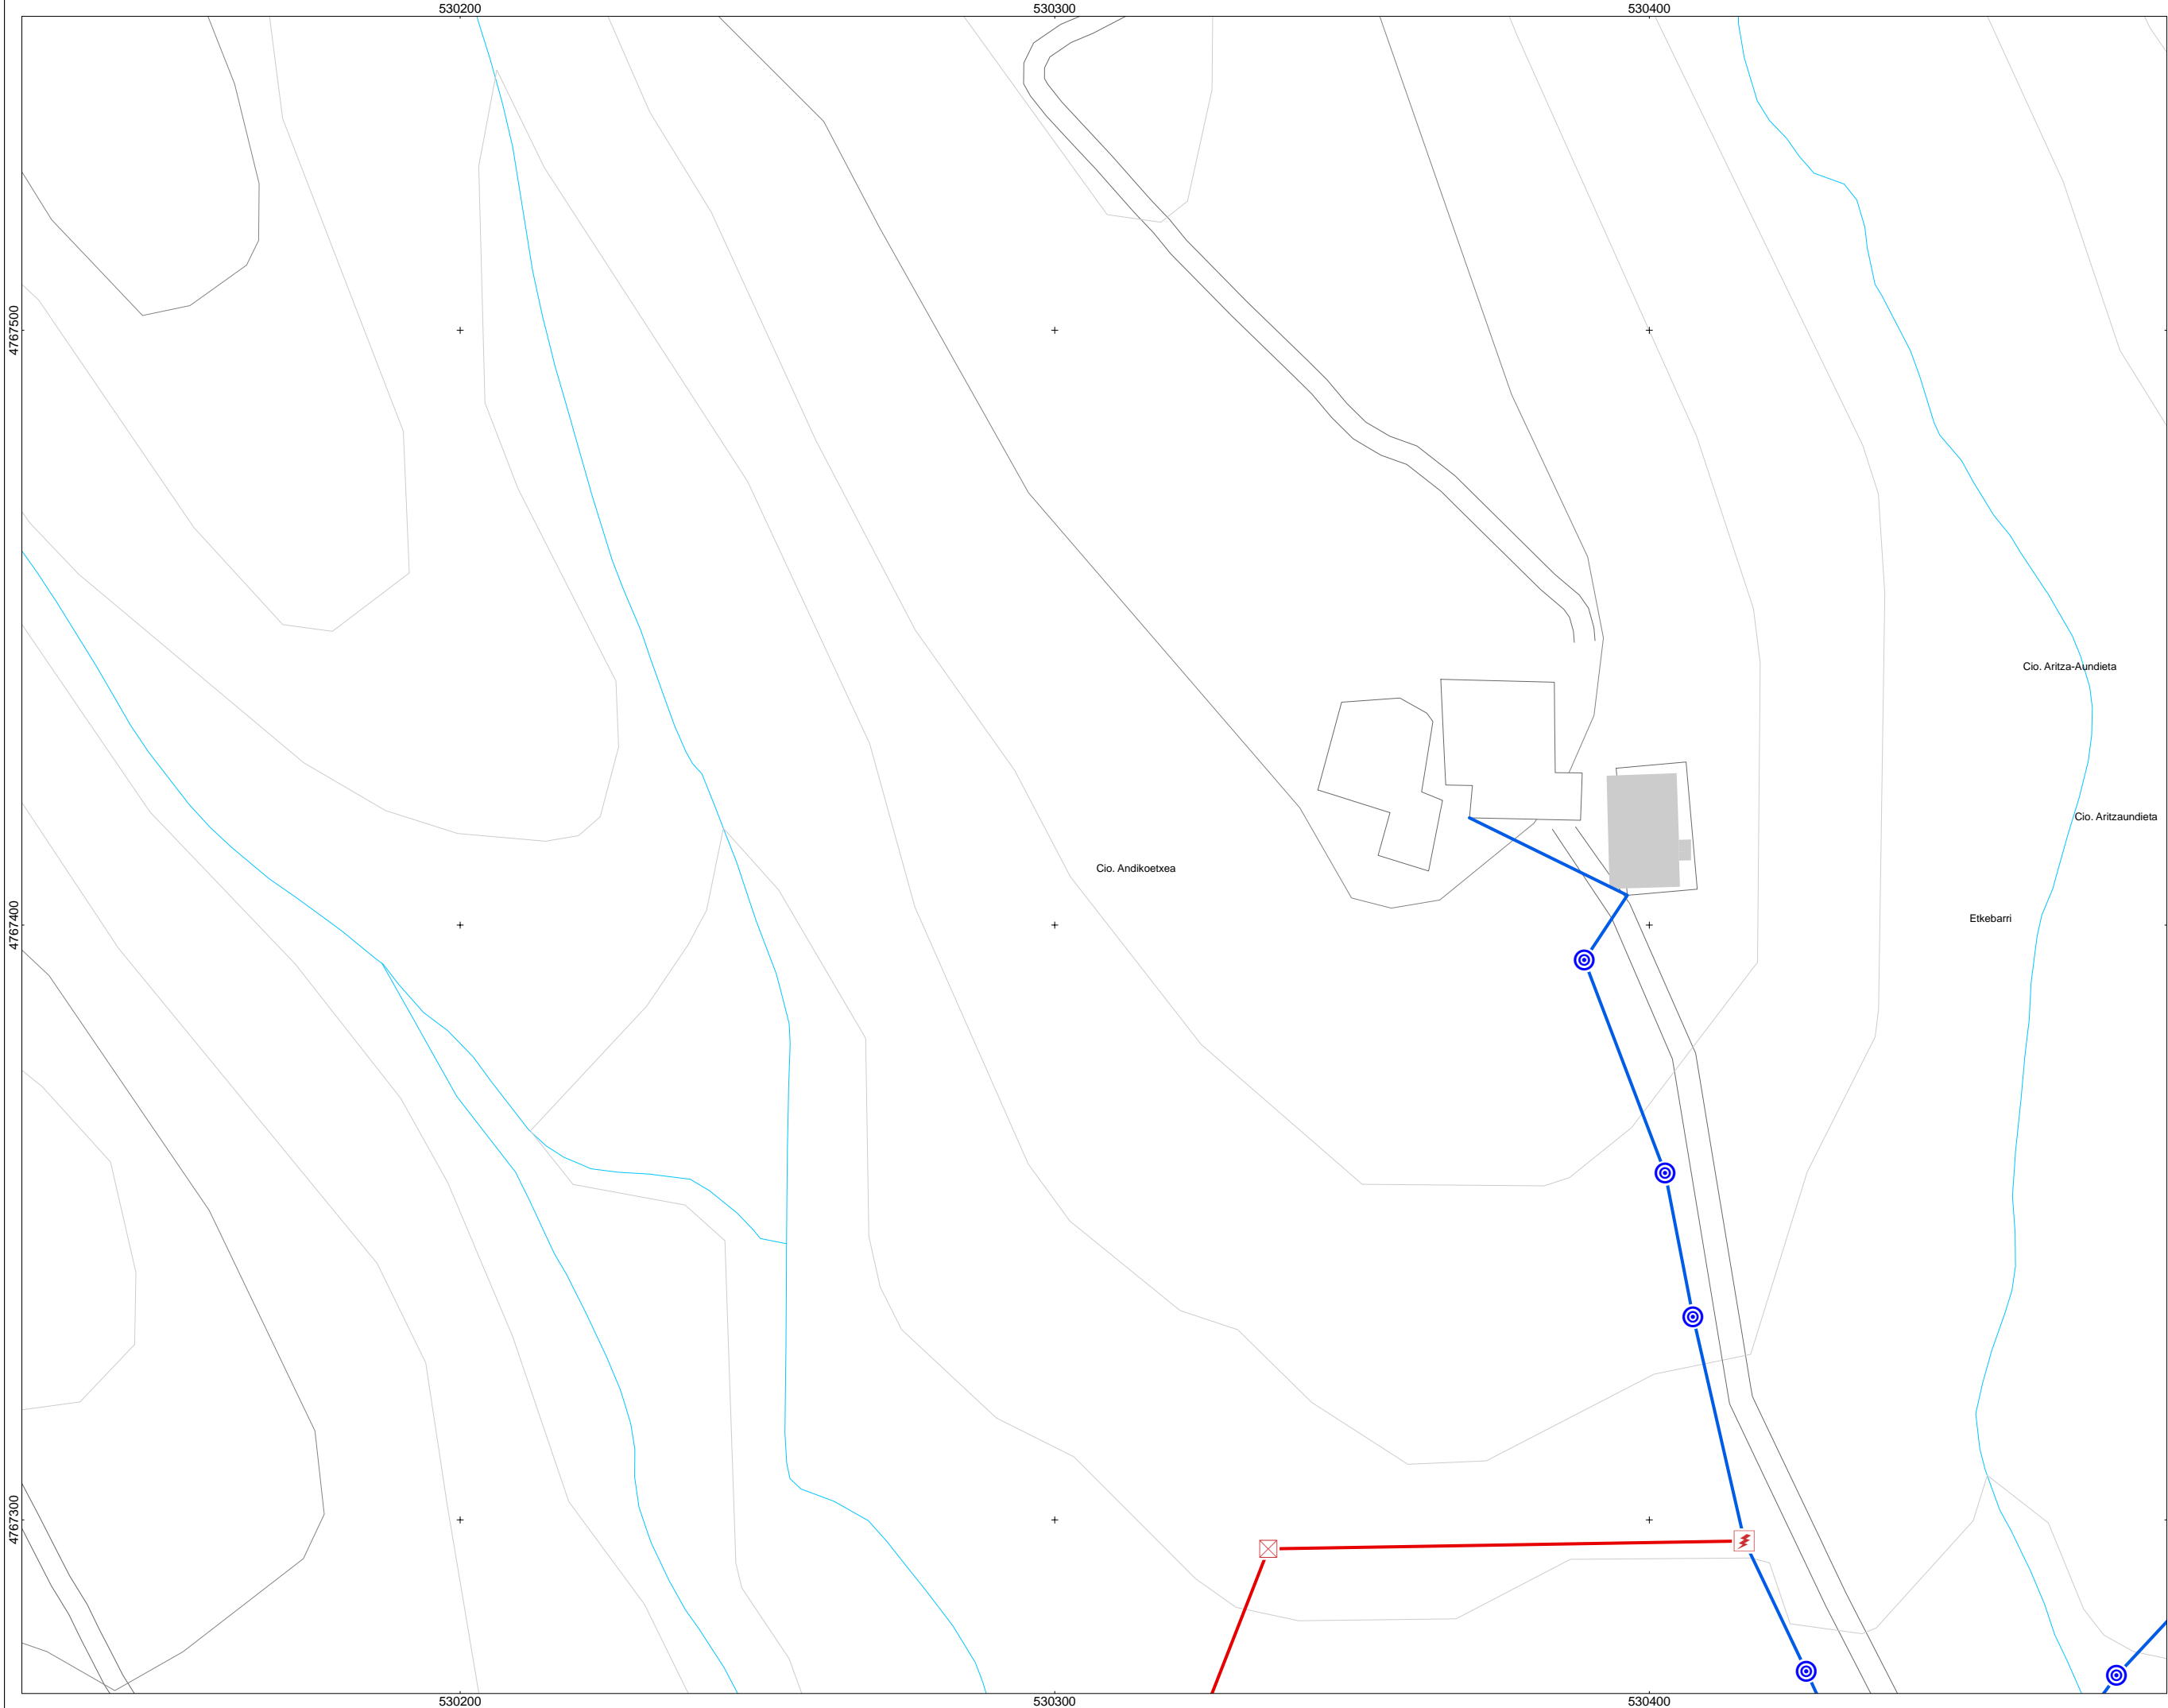 530200 530300 530400
4767500
Cio. Aritza-Aundieta
Cio. Aritzaundieta
Cio. Andikoetxea
4767400
Etkebarri
4767300
530200 530300 530400